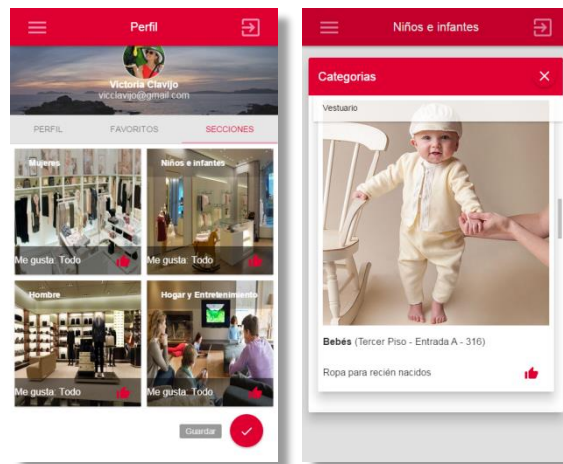 Perfil
Victoria Clavijo
vicclavijo@gmail.com
PERFIL FAVORITOS SECCIONES
Mujeres Niños e infantes
Me gusta: Todo Me gusta: Todo
Hombre Hogar y Entretenimiento
Me gusta: Todo Me gusta: Todo
Guardar
Niños e infantes
Categorias
Vestuario
Bebés (Tercer Piso - Entrada A - 316)
Ropa para recién nacidos